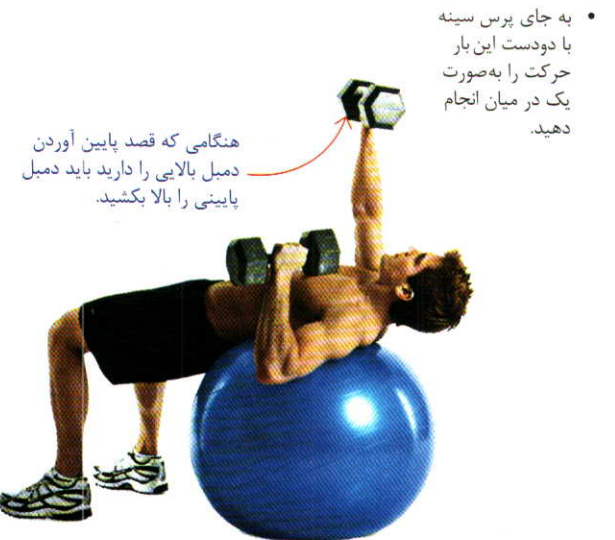 • به جای پرس سینه
با دودست این بار
حرکت را به‌صورت
یک در میان انجام
دهید.
هنگامی که قصد پایین آوردن
دمبل بالایی را دارید باید دمبل
پایینی را بالا بکشید.